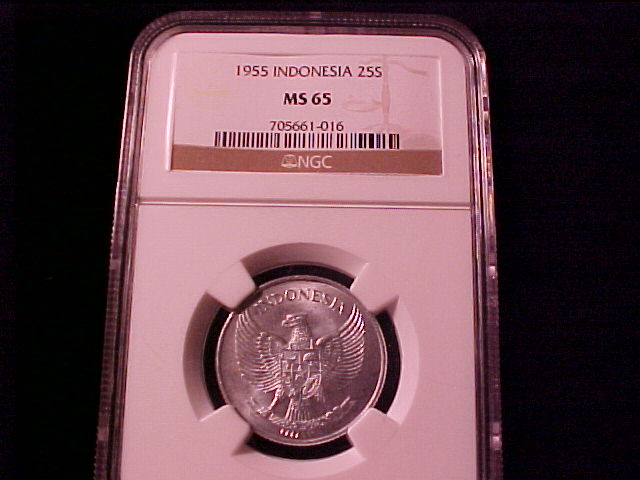 1955 INDONESIA 25S
MS 65
705661-016
NGC
INDONESIA